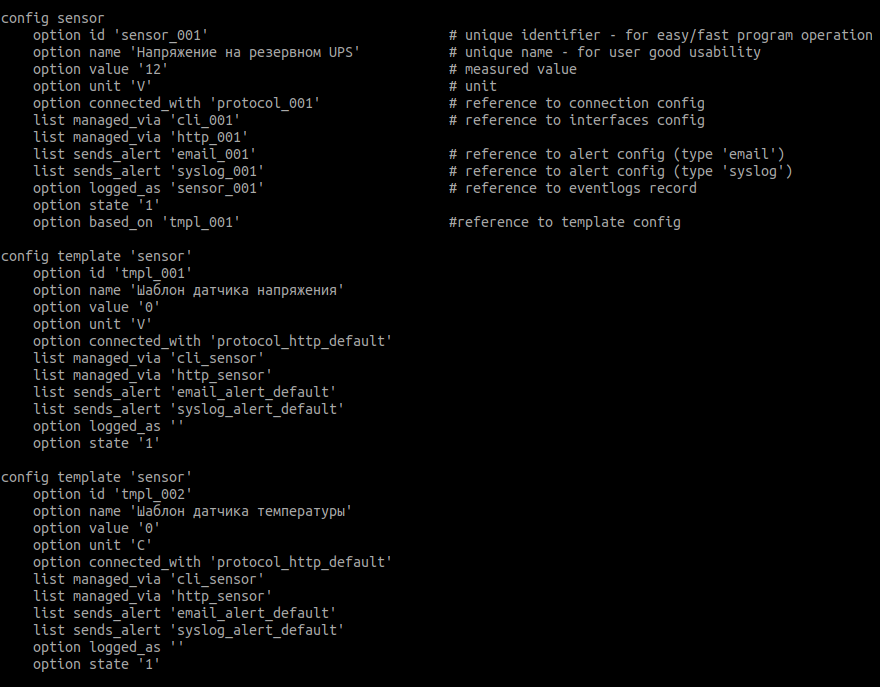 config sensor
    option id 'sensor_001'                              # unique identifier - for easy/fast program operation
    option name 'Напряжение на резервном UPS'           # unique name - for user good usability
    option value '12'                                   # measured value
    option unit 'V'                                     # unit
    option connected_with 'protocol_001'                # reference to connection config
    list managed_via 'cli_001'                          # reference to interfaces config
    list managed_via 'http_001'
    list sends_alert 'email_001'                        # reference to alert config (type 'email')
    list sends_alert 'syslog_001'                       # reference to alert config (type 'syslog')
    option logged_as 'sensor_001'                       # reference to eventlogs record
    option state '1'
    option based_on 'tmpl_001'                          #reference to template config

config template 'sensor'
    option id 'tmpl_001'
    option name 'Шаблон датчика напряжения'
    option value '0'
    option unit 'V'
    option connected_with 'protocol_http_default'
    list managed_via 'cli_sensor'
    list managed_via 'http_sensor'
    list sends_alert 'email_alert_default'
    list sends_alert 'syslog_alert_default'
    option logged_as ''
    option state '1'

config template 'sensor'
    option id 'tmpl_002'
    option name 'Шаблон датчика температуры'
    option value '0'
    option unit 'C'
    option connected_with 'protocol_http_default'
    list managed_via 'cli_sensor'
    list managed_via 'http_sensor'
    list sends_alert 'email_alert_default'
    list sends_alert 'syslog_alert_default'
    option logged_as ''
    option state '1'